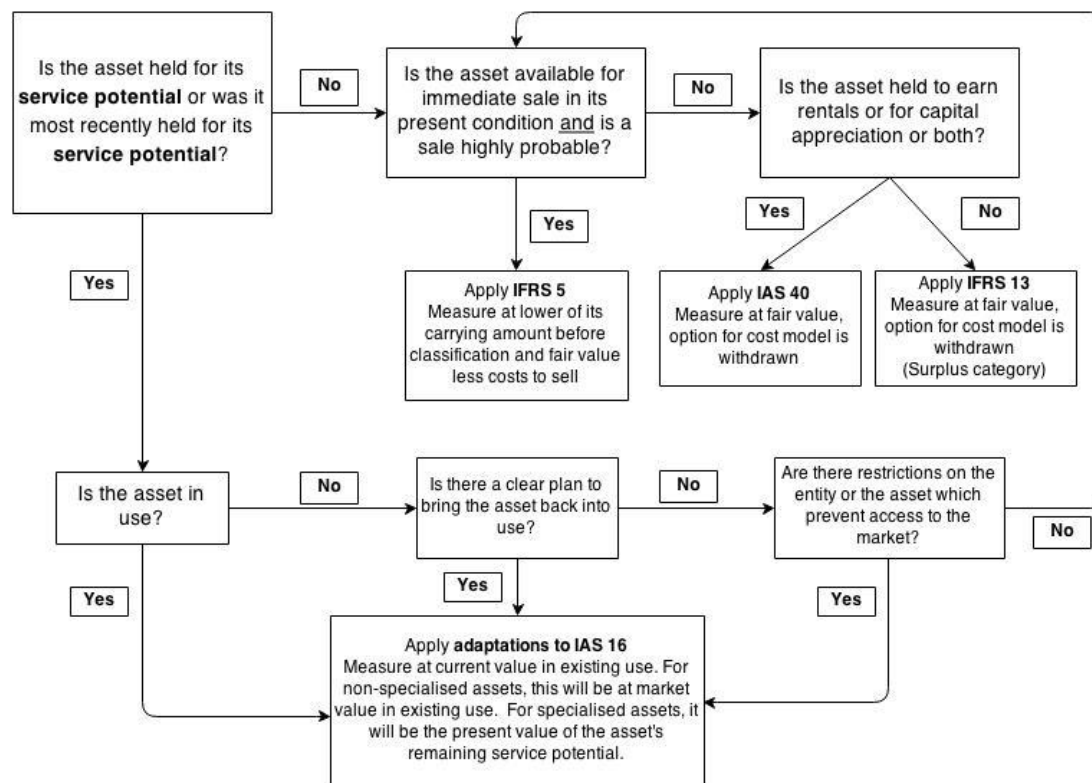 Is the asset held for its
service potential or was it
most recently held for its
service potential?
No
Is the asset available for
immediate sale in its
present condition and is a
sale highly probable?
No
Is the asset held to earn
rentals or for capital
appreciation or both?
Yes
Yes
Yes
No
Apply IFRS 5
Measure at lower of its
carrying amount before
classification and fair value
less costs to sell
Apply IAS 40
Measure at fair value,
option for cost model is
withdrawn
Apply IFRS 13
Measure at fair value,
option for cost model is
withdrawn
(Surplus category)
Is the asset in
use?
No
Is there a clear plan to
bring the asset back into
use?
No
Are there restrictions on the
entity or the asset which
prevent access to the
market?
No
Yes
Yes
Yes
Apply adaptations to IAS 16
Measure at current value in existing use. For
non-specialised assets, this will be at market
value in existing use. For specialised assets, it
will be the present value of the asset's
remaining service potential.